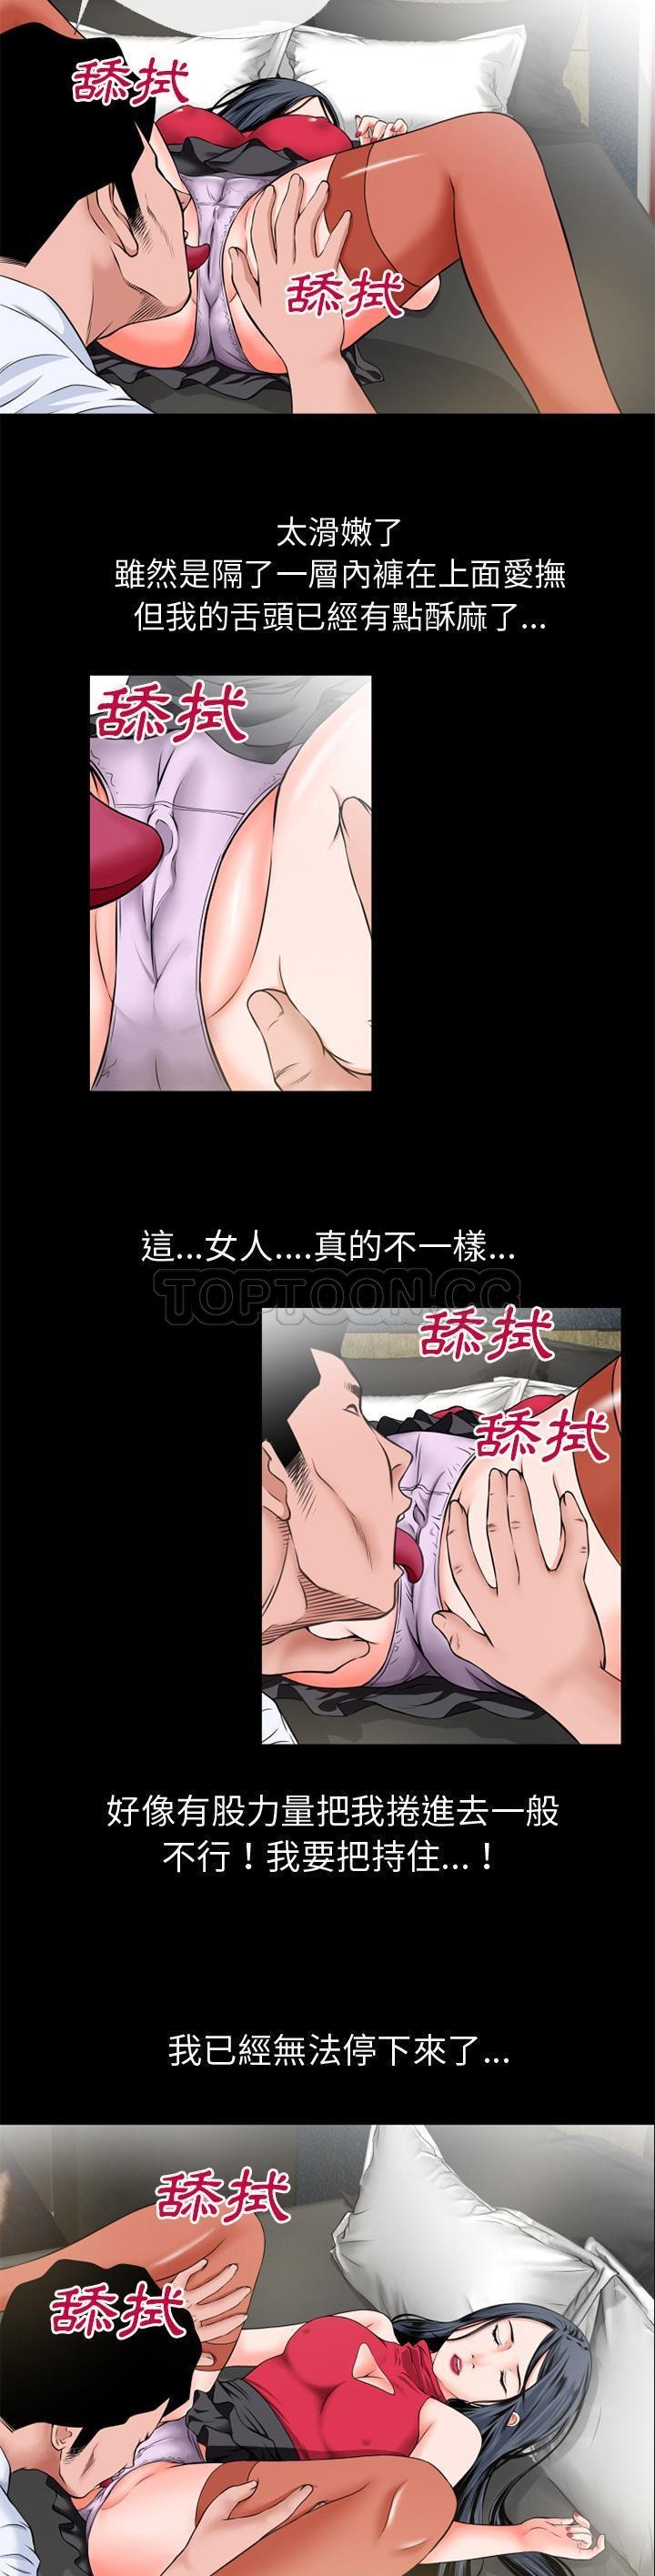 舔拭
舔拭
太滑嫩了
雖然是隔了一層內褲在上面愛撫
但我的舌頭已經有點酥麻了...
舔拭
這...女人....真的不一樣...
TOPTOON.CC
舔拭
舔拭
好像有股力量把我捲進去一般
不行！我要把持住...！
我已經無法停下來了...
舔拭
舔拭